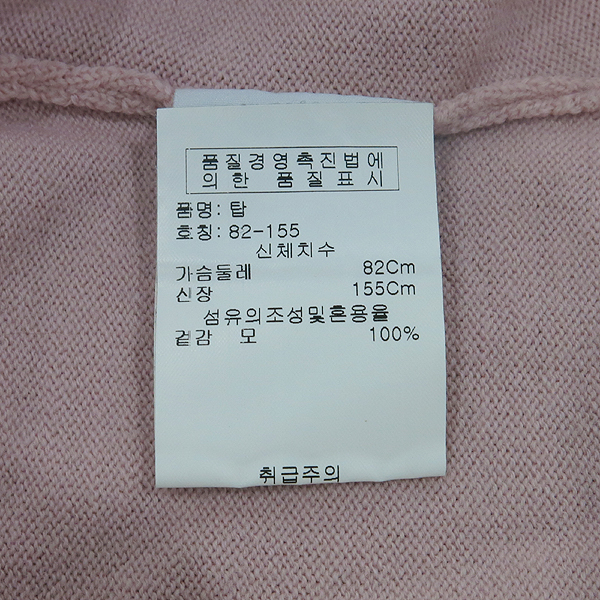 품질경영촉진법에
의한 품질표시
품명: 탑
호칭: 82-155
신체치수
가슴둘레 82Cm
신장 155Cm
섬유의조성및혼용율
겉감 모 100%
취급주의